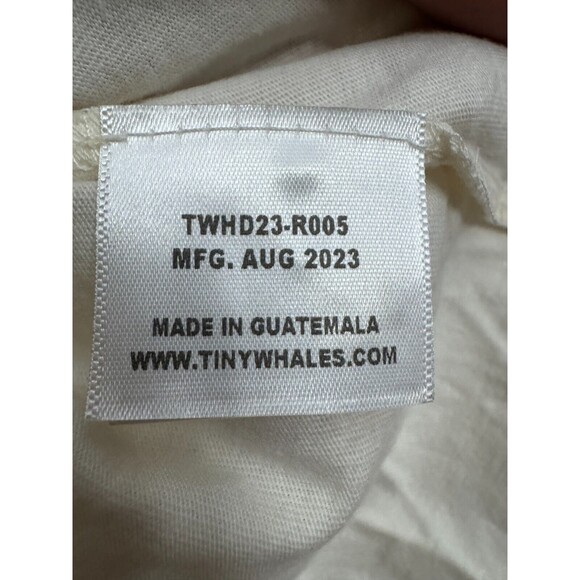 TWHD23-R005
MFG. AUG 2023
MADE IN GUATEMALA
WWW.TINYWHALES.COM